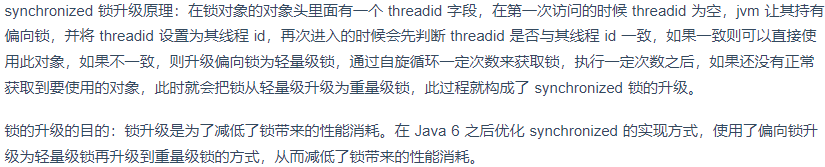 synchronized 锁升级原理：在锁对象的对象头里面有一个 threadid 字段，在第一次访问的时候 threadid 为空，jvm 让其持有
偏向锁，并将 threadid 设置为其线程 id，再次进入的时候会先判断 threadid 是否与其线程 id 一致，如果一致则可以直接使
用此对象，如果不一致，则升级偏向锁为轻量级锁，通过自旋循环一定次数来获取锁，执行一定次数之后，如果还没有正常
获取到要使用的对象，此时就会把锁从轻量级升级为重量级锁，此过程就构成了 synchronized 锁的升级。
锁的升级的目的：锁升级是为了减低了锁带来的性能消耗。在 Java 6 之后优化 synchronized 的实现方式，使用了偏向锁升
级为轻量级锁再升级到重量级锁的方式，从而减低了锁带来的性能消耗。